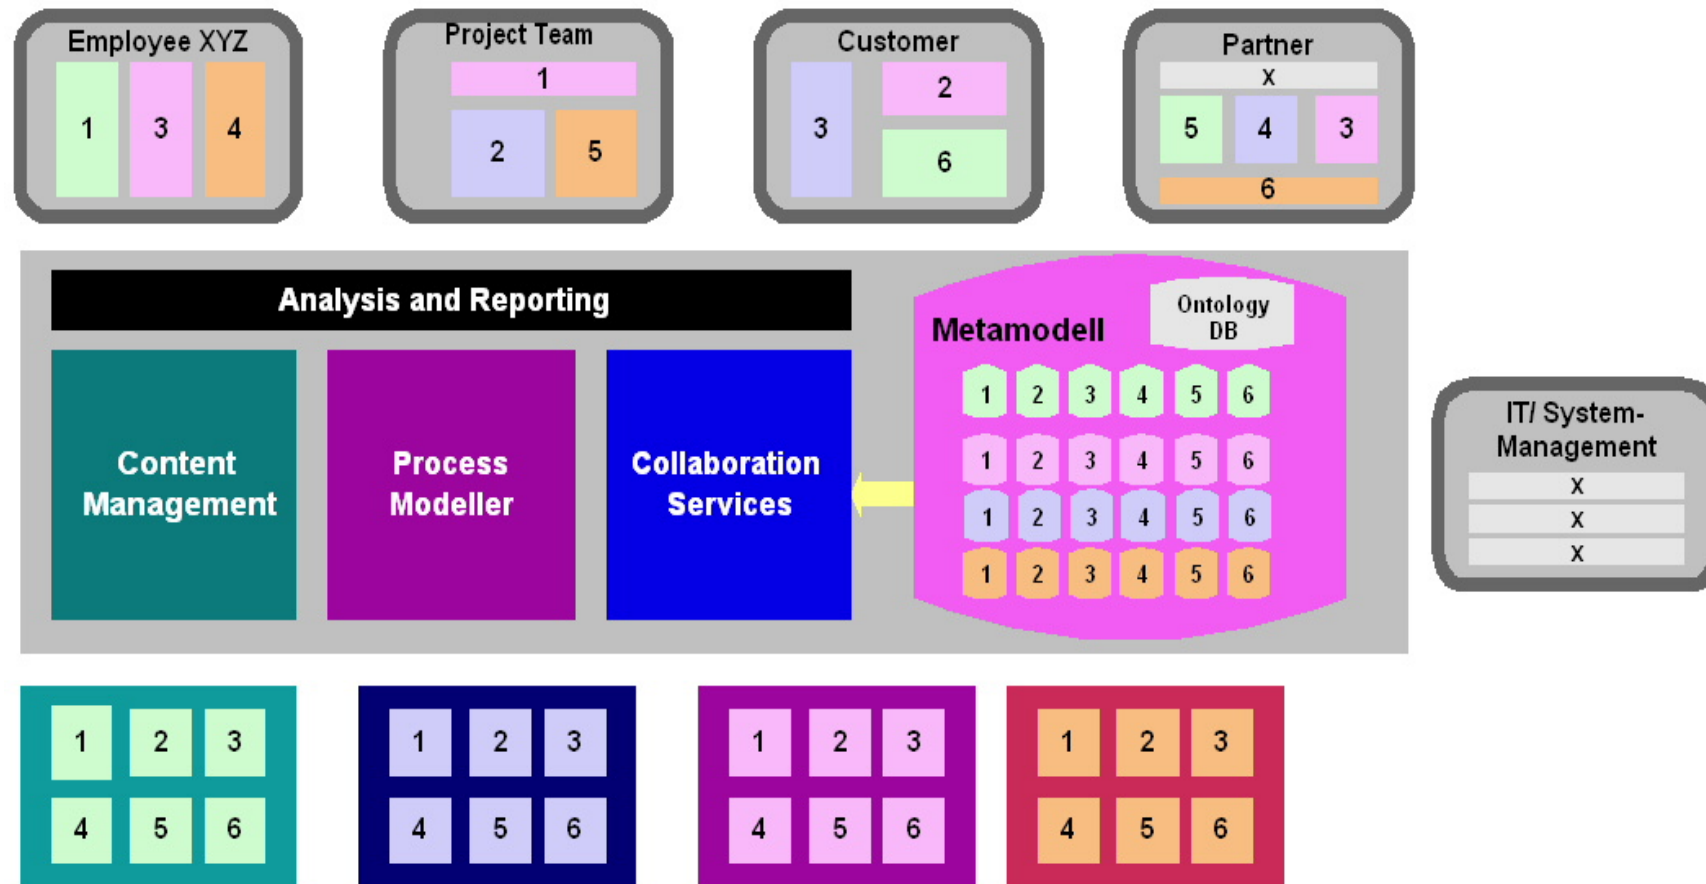 Employee XYZ
1 3 4
Project Team
1
2 5
Customer
3 2
6
Partner
X
5 4 3
6
Analysis and Reporting
Content
Management
Process
Modeller
Collaboration
Services
Metamodell
Ontology
DB
1 2 3 4 5 6
1 2 3 4 5 6
1 2 3 4 5 6
1 2 3 4 5 6
IT/ System-
Management
X
X
X
1 2 3
4 5 6
1 2 3
4 5 6
1 2 3
4 5 6
1 2 3
4 5 6